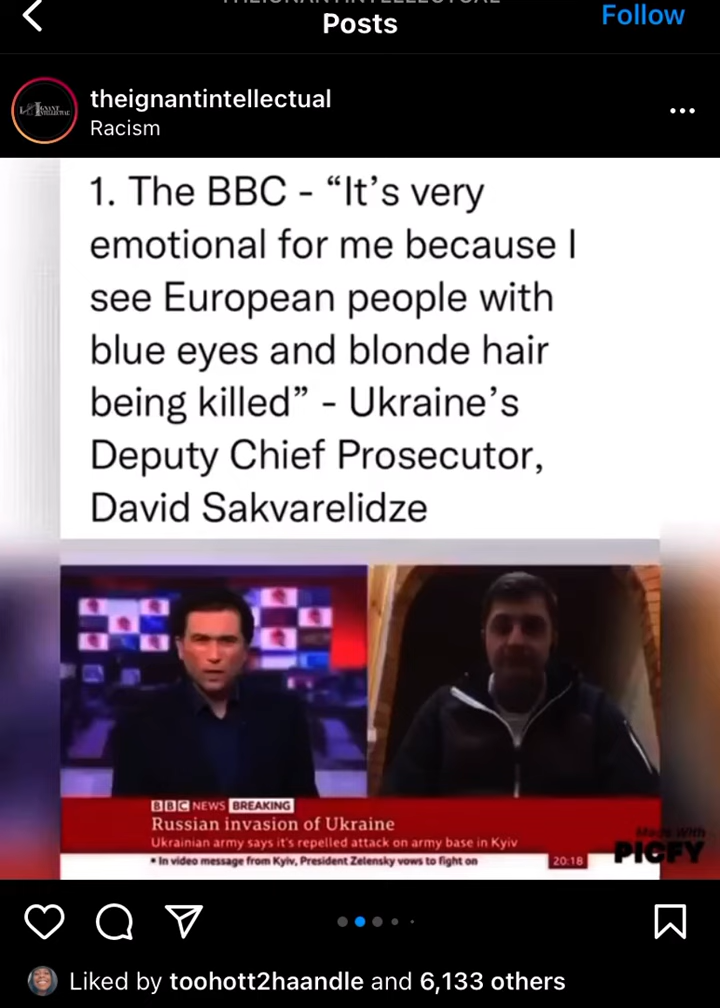 Posts
Follow
theignantintellectual
Racism
1. The BBC - “It’s very
emotional for me because I
see European people with
blue eyes and blonde hair
being killed” - Ukraine’s
Deputy Chief Prosecutor,
David Sakvarelidze
BBC NEWS BREAKING
Russian invasion of Ukraine
Ukrainian army says it's repelled attack on army base in Kyiv
• In video message from Kyiv, President Zelensky vows to fight on
20:18
Made With
PICFY
Liked by toohott2haandle and 6,133 others